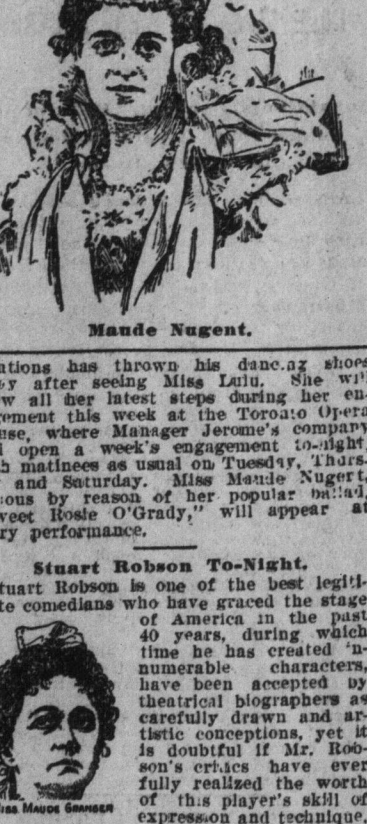 Maude Nugent.
ations has thrown his danc.ng shoes
y after seeing Miss Lulu. She wil
w all her latest steps during her en-
ement this week at the Toronto Opera
use, where Manager Jerome's company
l open a week's engagement to-night,
h matinees as usual on Tuesday, Thurs-
and Saturday. Miss Maude Nugert,
ous by reason of her popular ballad,
weet Rosie O'Grady," will appear at
ry performance.
Stuart Robson To-Night.
tuart Robson is one of the best legiti-
te comedians who have graced the stage
of America in the past
40 years, during which
time he has created 'n-
numerable characters,
have been accepted by
theatrical biographers as
carefully drawn and ar-
tistic conceptions, yet it
is doubtful if Mr. Rob-
son's critics have ever
fully realized the worth
of this player's skill of
expression and technique,
ISS MAUDE GRANGER